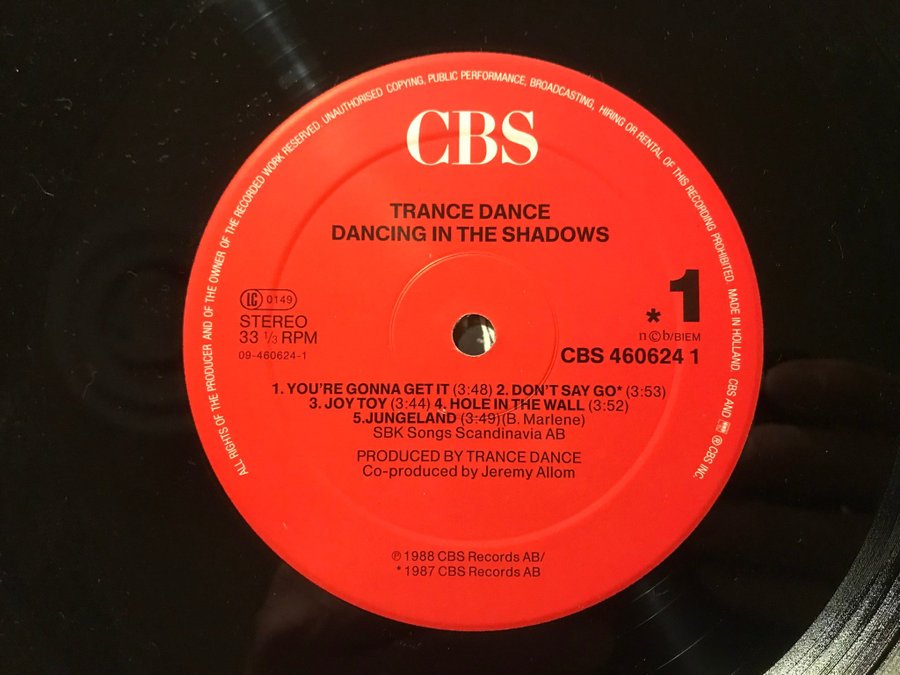 ALL RIGHTS OF THE PRODUCER AND OF THE OWNER OF THE RECORDED WORK RESERVED. UNAUTHORISED COPYING, PUBLIC PERFORMANCE, BROADCASTING, HIRING OR RENTAL OF THIS RECORDING PROHIBITED. MADE IN HOLLAND. CBS AND ℗ CBS INC.
CBS
TRANCE DANCE
DANCING IN THE SHADOWS
LC 0149
STEREO
33 1/3 RPM
09-460624-1
*1
n©b/BIEM
CBS 460624 1
1. YOU'RE GONNA GET IT (3:48) 2. DON'T SAY GO* (3:53)
3. JOY TOY (3:44) 4. HOLE IN THE WALL (3:52)
5.JUNGELAND (3:49)(B. Marlene)
SBK Songs Scandinavia AB
PRODUCED BY TRANCE DANCE
Co-produced by Jeremy Allom
℗ 1988 CBS Records AB/
* 1987 CBS Records AB